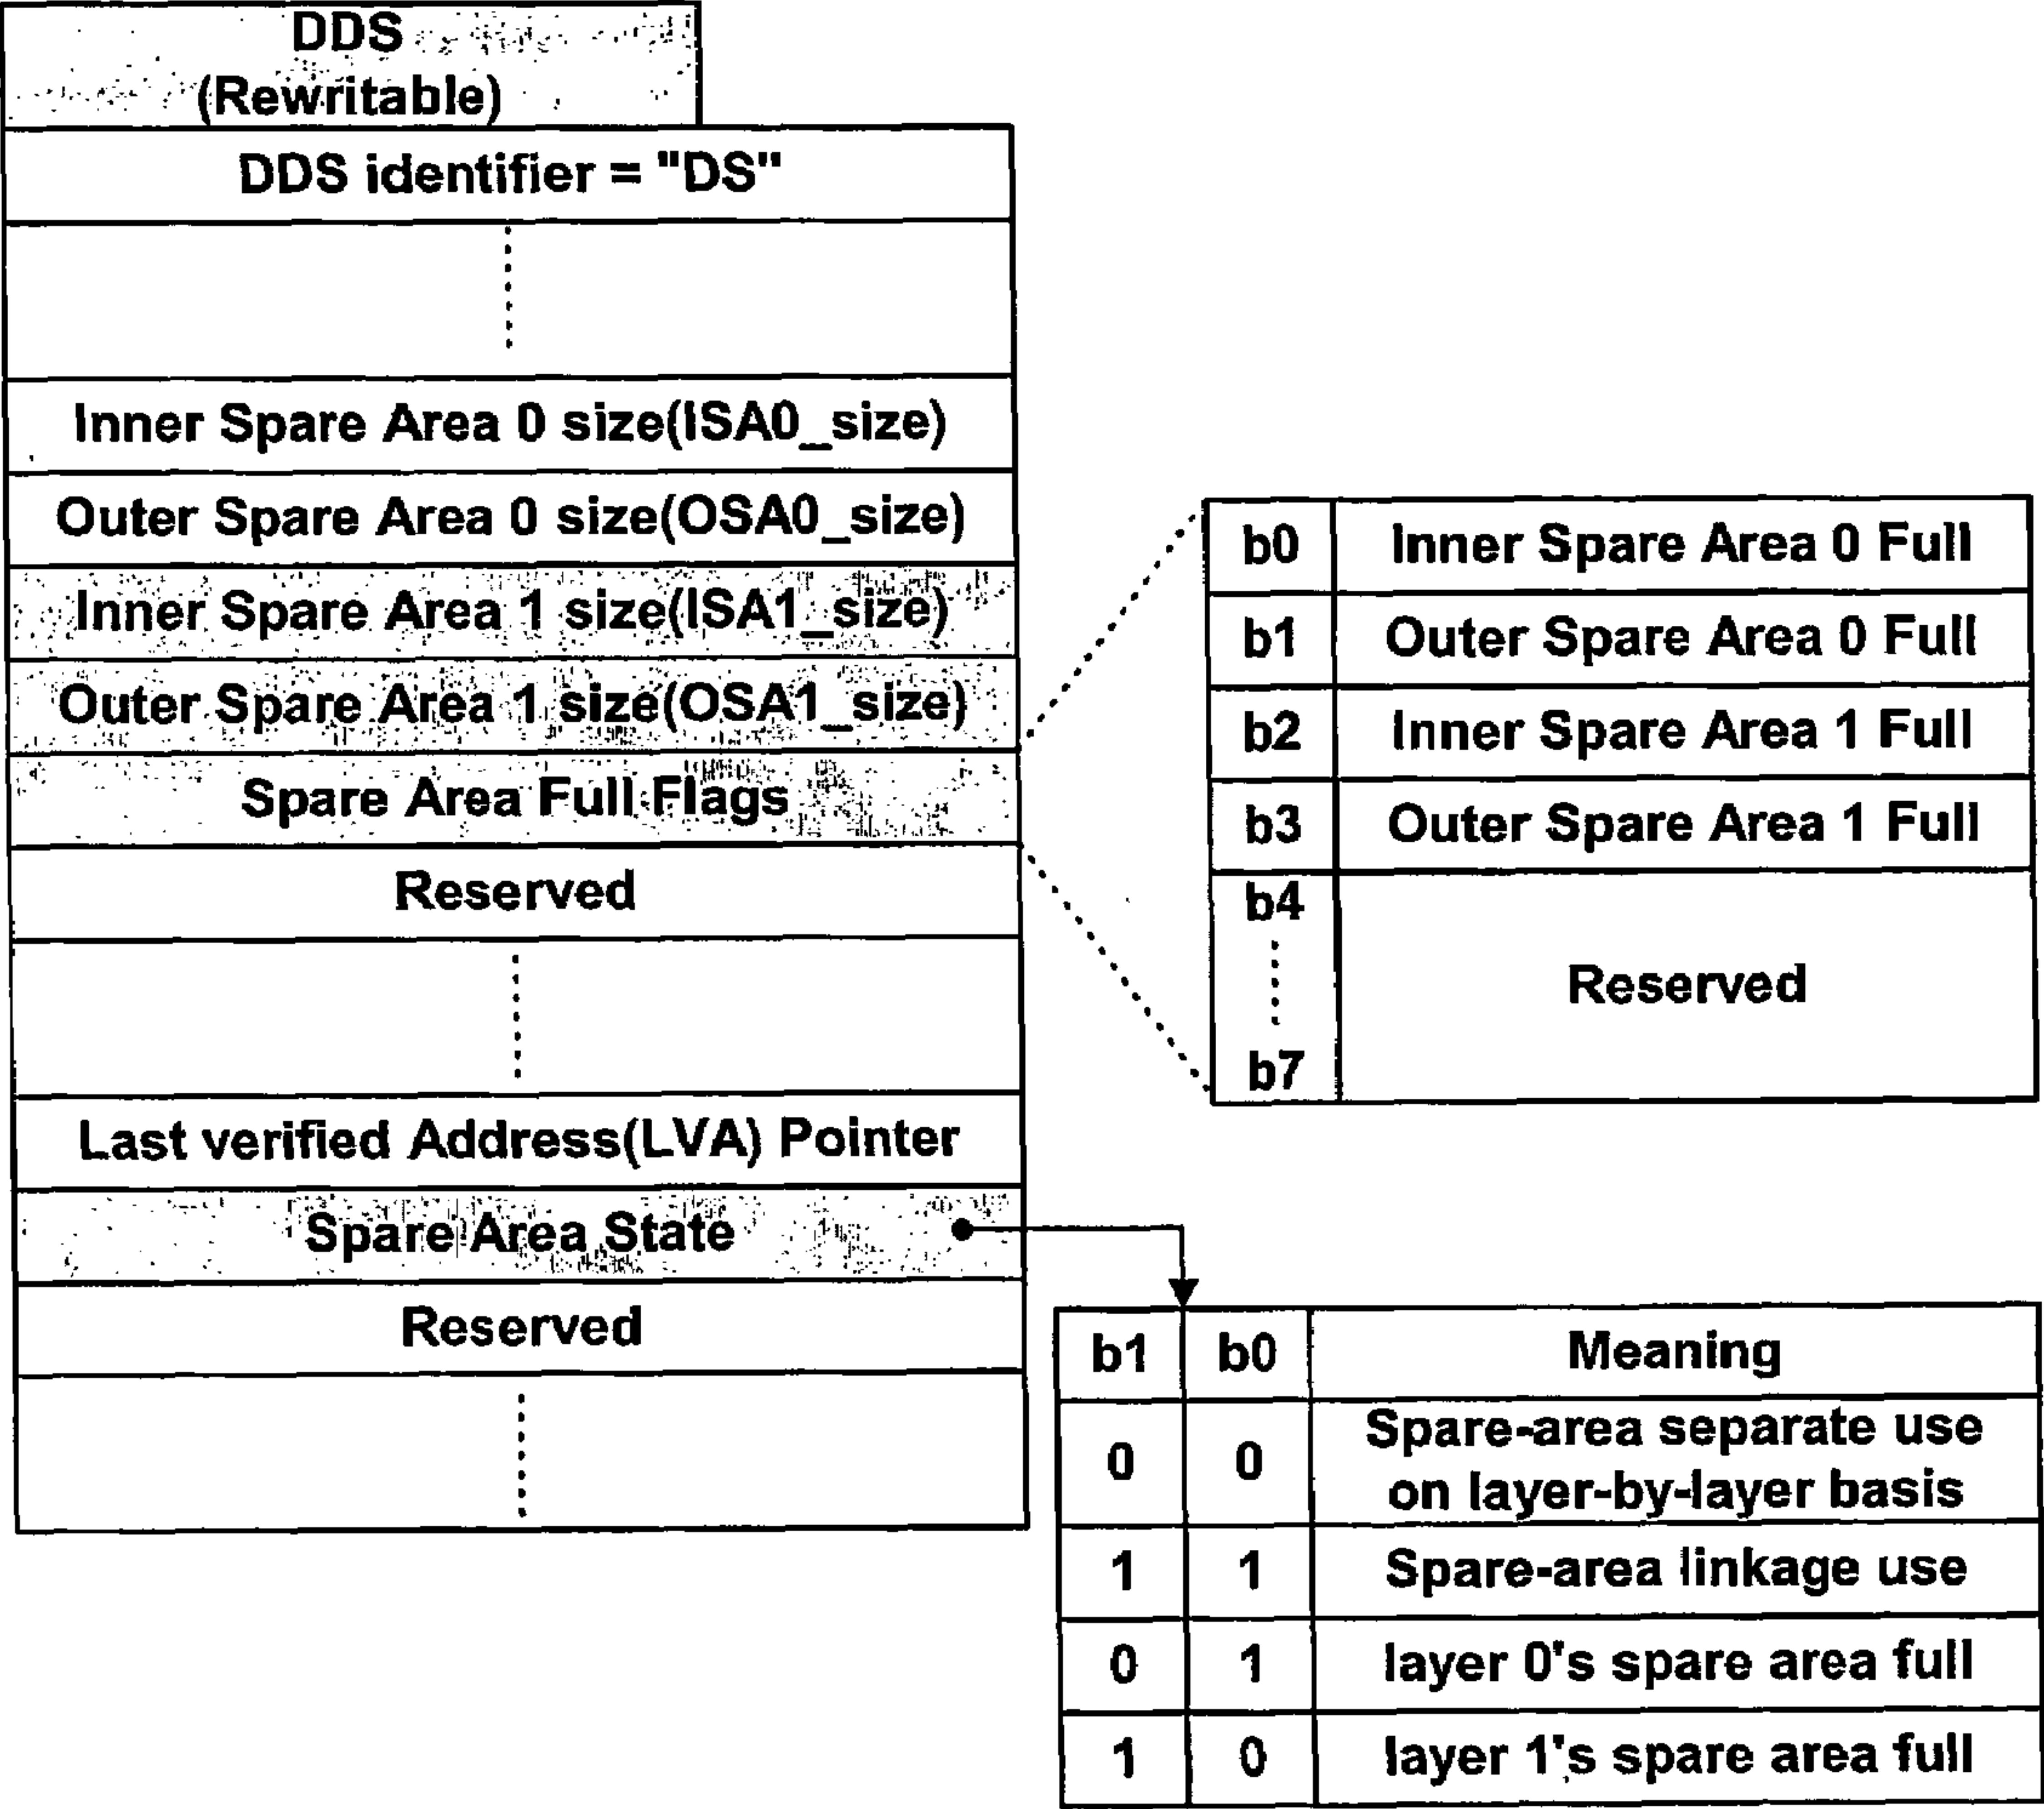 DDS
(Rewritable)
DDS identifier = "DS"
Inner Spare Area 0 size(ISA0_size)
Outer Spare Area 0 size(OSA0_size)
Inner Spare Area 1 size(ISA1_size)
Outer Spare Area 1 size(OSA1_size)
Spare Area Full Flags
Reserved
Last verified Address(LVA) Pointer
Spare Area State
Reserved
b0 Inner Spare Area 0 Full
b1 Outer Spare Area 0 Full
b2 Inner Spare Area 1 Full
b3 Outer Spare Area 1 Full
b4
Reserved
b7
b1 b0 Meaning
Spare-area separate use
0 0
on layer-by-layer basis
1 1 Spare-area linkage use
0 1 layer 0's spare area full
1 0 layer 1's spare area full